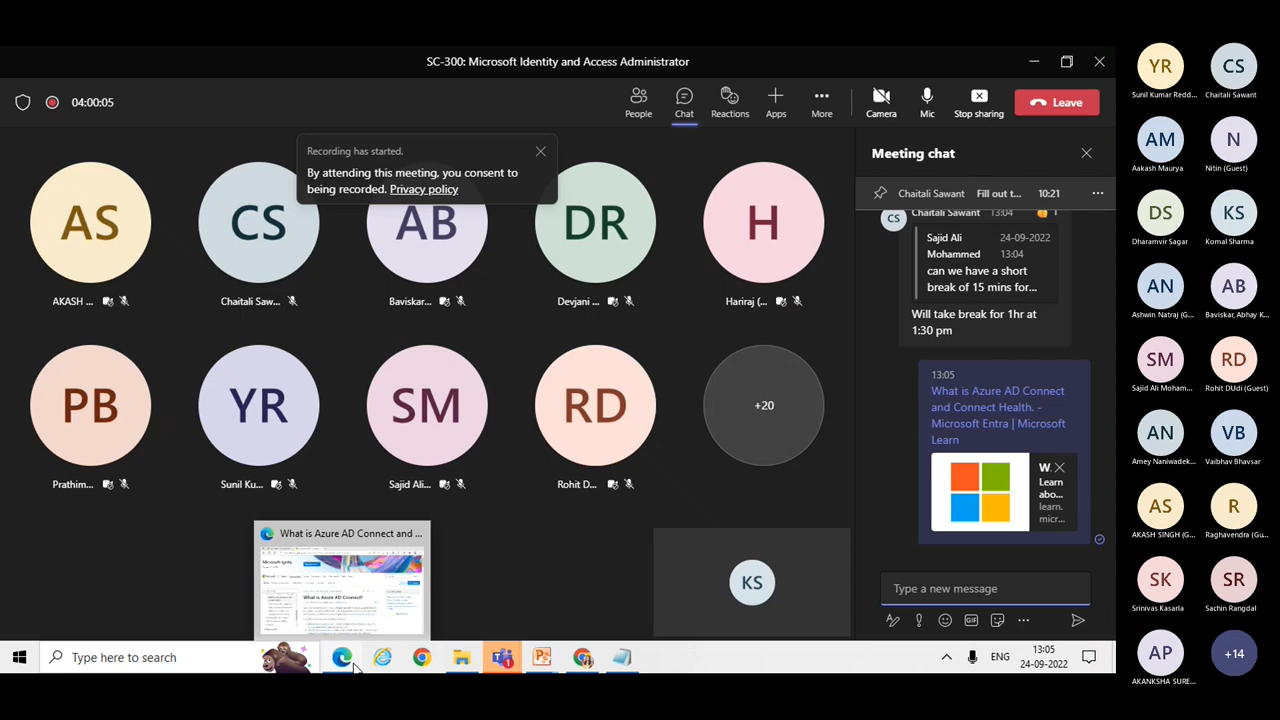 SC-300: Microsoft Identity and Access Administrator
04:00:05
People
Chat
Reactions
Apps
More
Camera
Mic
Stop sharing
Leave
Recording has started.
By attending this meeting, you consent to
being recorded. Privacy policy
AS
CS
AB
DR
H
AKASH ...
Chaitali Saw...
Baviskar...
Devjani ...
Hariraj (...
PB
YR
SM
RD
+20
Prathim...
Sunil Ku...
Sajid Ali...
Rohit D...
What is Azure AD Connect and ...
What is Azure AD Connect?
KS
Meeting chat
Chaitali Sawant Fill out t... 10:21
CS
Chaitali Sawant 13:04 1
Sajid Ali 24-09-2022
Mohammed 13:04
can we have a short
break of 15 mins for...
Will take break for 1hr at
1:30 pm
13:05
What is Azure AD Connect
and Connect Health. -
Microsoft Entra | Microsoft
Learn
W.
Learn
abo...
learn.
micr...
Type a new message
Type here to search
1
ENG
13:05
24-09-2022
YR
CS
Sunil Kumar Redd...
Chaitali Sawant
AM
N
Aakash Maurya
Nitin (Guest)
DS
KS
Dharamvir Sagar
Komal Sharma
AN
AB
Ashwin Natraj (G...
Baviskar, Abhay K...
SM
RD
Sajid Ali Moham...
Rohit DUdi (Guest)
AN
VB
Amey Naniwadek...
Vaibhav Bhavsar
AS
R
AKASH SINGH (G...
Raghavendra (Gu...
SK
SR
Srinivas Kasarla
Sachin Rangdal
AP
+14
AKANKSHA SURE...